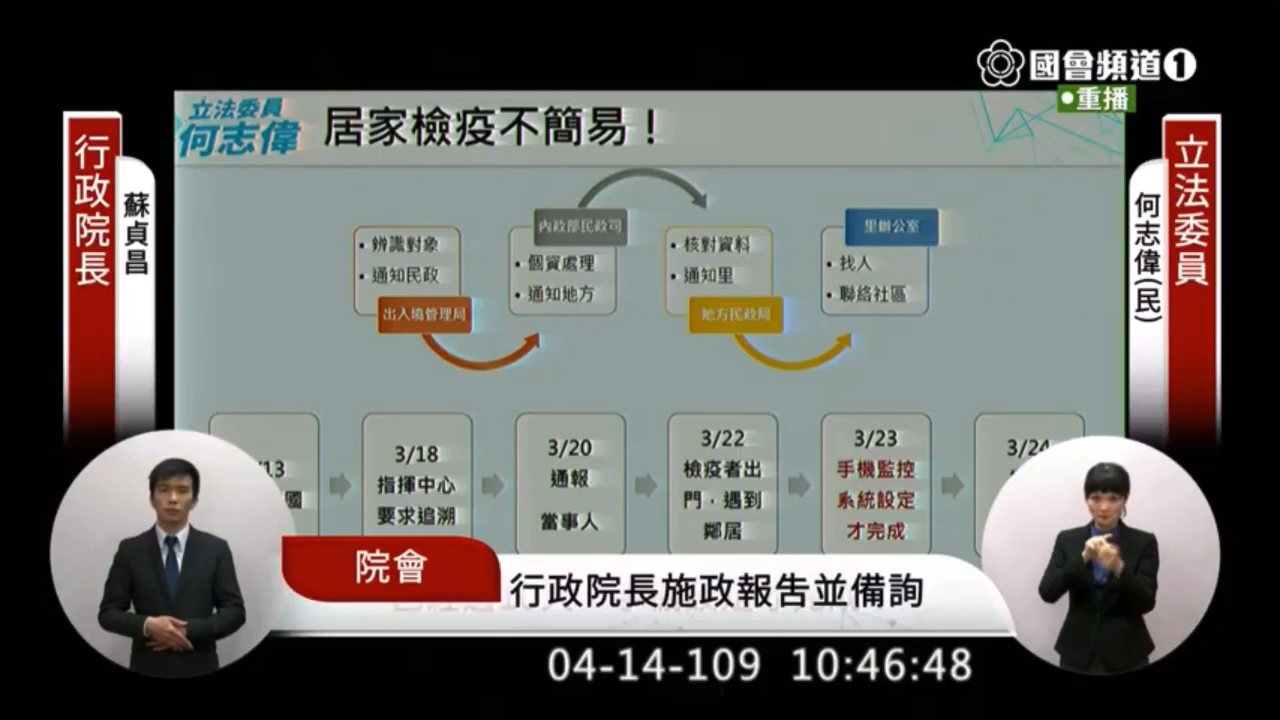 國會頻道1
重播
行政院長
蘇貞昌
立法委員
何志偉(民)
立法委員
何志偉
居家檢疫不簡易！
• 辨識對象
• 通知民政
出入境管理局
內政部民政司
• 個資處理
• 通知地方
• 核對資料
• 通知里
地方民政局
里辦公室
• 找人
• 聯絡社區
3/18
指揮中心
要求追溯
3/20
通報
當事人
3/22
檢疫者出
門，遇到
鄰居
3/23
手機監控
系統設定
才完成
3/24
院會
行政院長施政報告並備詢
04-14-109 10:46:48